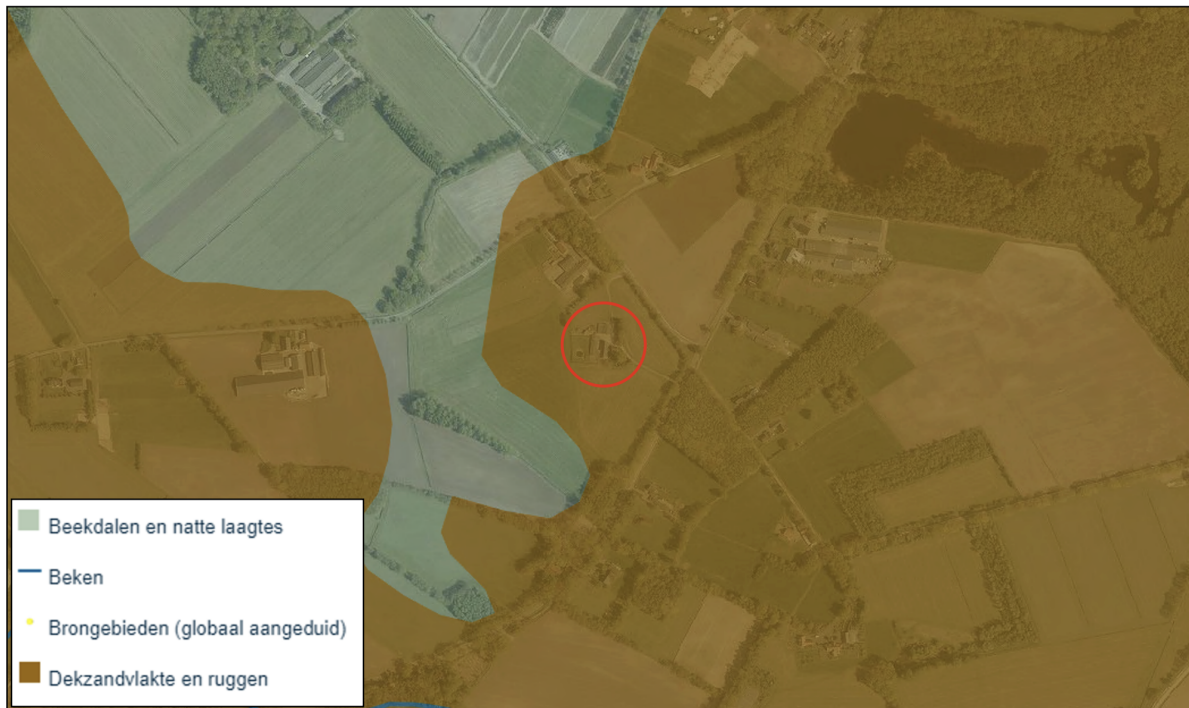 Beekdalen en natte laagtes
Beken
Brongebieden (globaal aangeduid)
Dekzandvlakte en ruggen